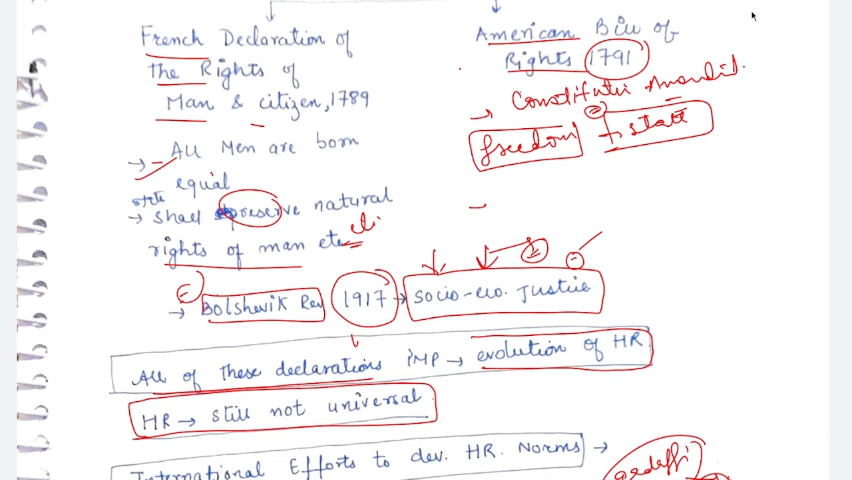 French Declaration of
the Rights of
Man & citizen, 1789
→ - All Men are born
equal
state
→ shall preserve natural
rights of man etc
American Bill of
Rights 1791
→ Constitution
freedom + state
→ Bolshevik Rev 1917 → socio-eco. Justice
All of these declarations IMP → evolution of HR
HR → still not universal
International Efforts to dev. HR. Norms →